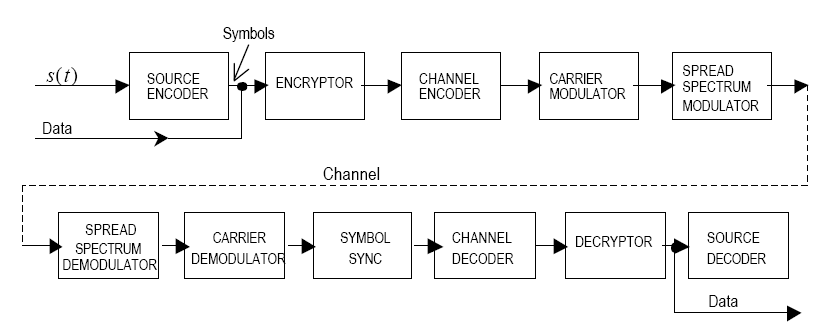 Symbols
s(t)
SOURCE
ENCODER
ENCRYPTOR
CHANNEL
ENCODER
CARRIER
MODULATOR
SPREAD
SPECTRUM
MODULATOR
Data
Channel
SPREAD
SPECTRUM
DEMODULATOR
CARRIER
DEMODULATOR
SYMBOL
SYNC
CHANNEL
DECODER
DECRYPTOR
SOURCE
DECODER
Data